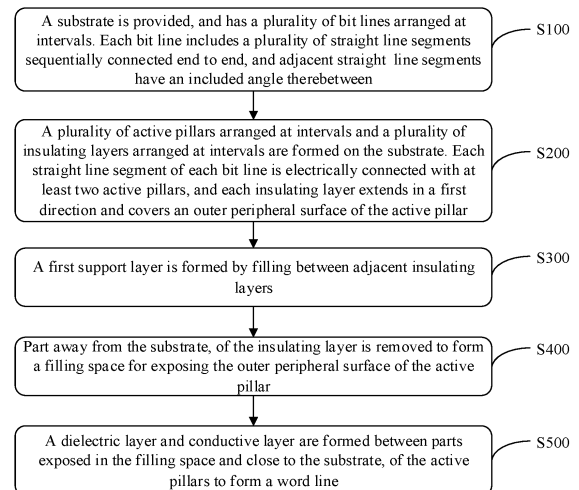 A substrate is provided, and has a plurality of bit lines arranged at
intervals. Each bit line includes a plurality of straight line segments
sequentially connected end to end, and adjacent straight line segments
have an included angle therebetween
S100
A plurality of active pillars arranged at intervals and a plurality of
insulating layers arranged at intervals are formed on the substrate. Each
straight line segment of each bit line is electrically connected with at
least two active pillars, and each insulating layer extends in a first
direction and covers an outer peripheral surface of the active pillar
S200
A first support layer is formed by filling between adjacent insulating
layers
S300
Part away from the substrate, of the insulating layer is removed to form
a filling space for exposing the outer peripheral surface of the active
pillar
S400
A dielectric layer and conductive layer are formed between parts
exposed in the filling space and close to the substrate, of the active
pillars to form a word line
S500